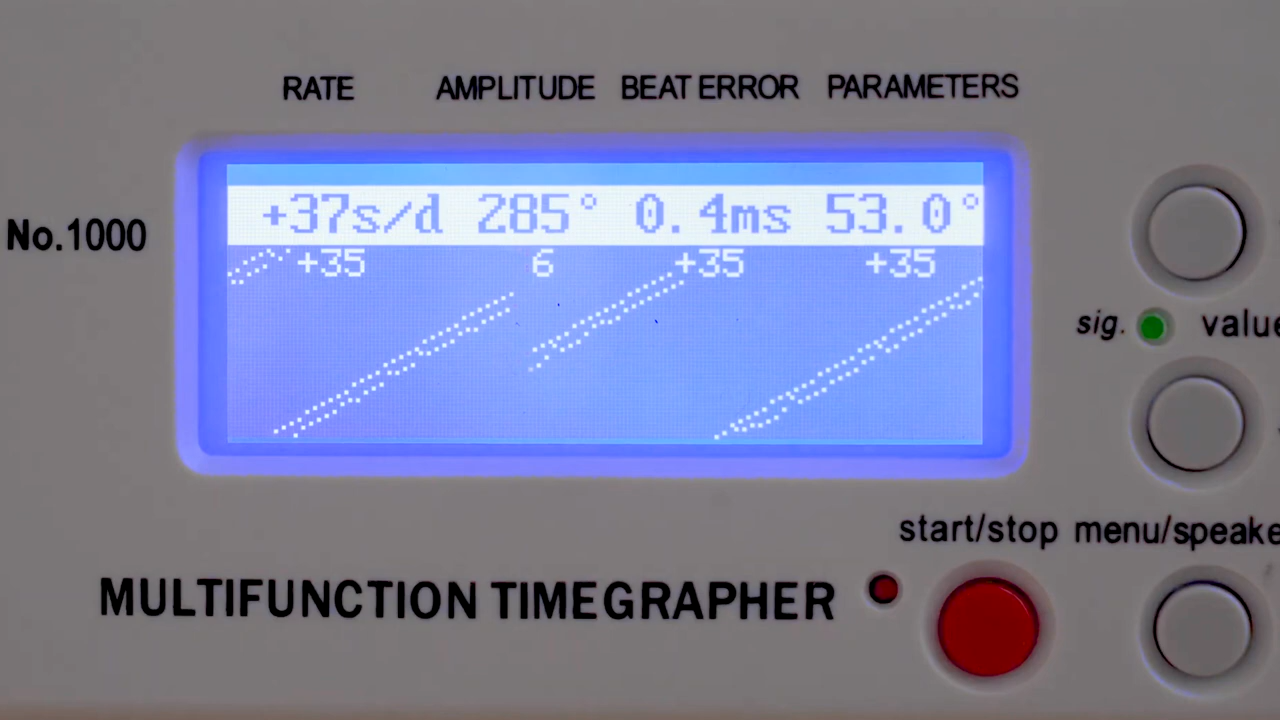 RATE AMPLITUDE BEAT ERROR PARAMETERS
+37s/d 285° 0.4ms 53.0°
No.1000
+35 6 +35 +35
sig. value
start/stop menu/speake
MULTIFUNCTION TIMEGRAPHER